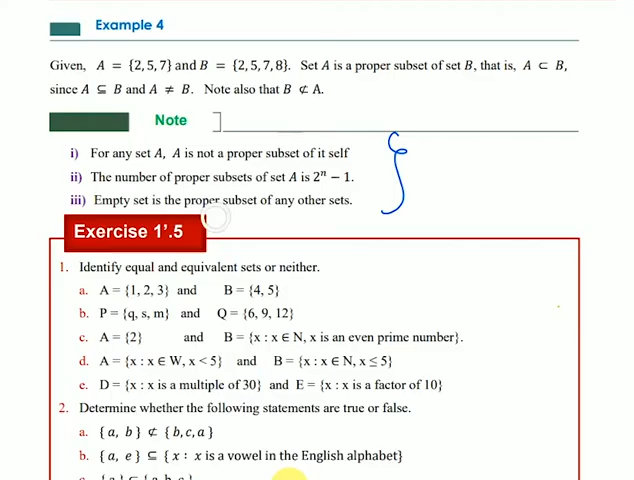 Example 4
Given, A = {2, 5, 7} and B = {2, 5, 7, 8}. Set A is a proper subset of set B, that is, A ⊂ B,
since A ⊆ B and A ≠ B. Note also that B ⊄ A.
Note
i) For any set A, A is not a proper subset of it self
ii) The number of proper subsets of set A is 2ⁿ − 1.
iii) Empty set is the proper subset of any other sets.
Exercise 1'.5
1. Identify equal and equivalent sets or neither.
a. A = {1, 2, 3} and B = {4, 5}
b. P = {q, s, m} and Q = {6, 9, 12}
c. A = {2} and B = {x : x ∈ N, x is an even prime number}.
d. A = {x : x ∈ W, x < 5} and B = {x : x ∈ N, x ≤ 5}
e. D = {x : x is a multiple of 30} and E = {x : x is a factor of 10}
2. Determine whether the following statements are true or false.
a. { a, b } ⊄ { b, c, a }
b. { a, e } ⊆ { x : x is a vowel in the English alphabet}